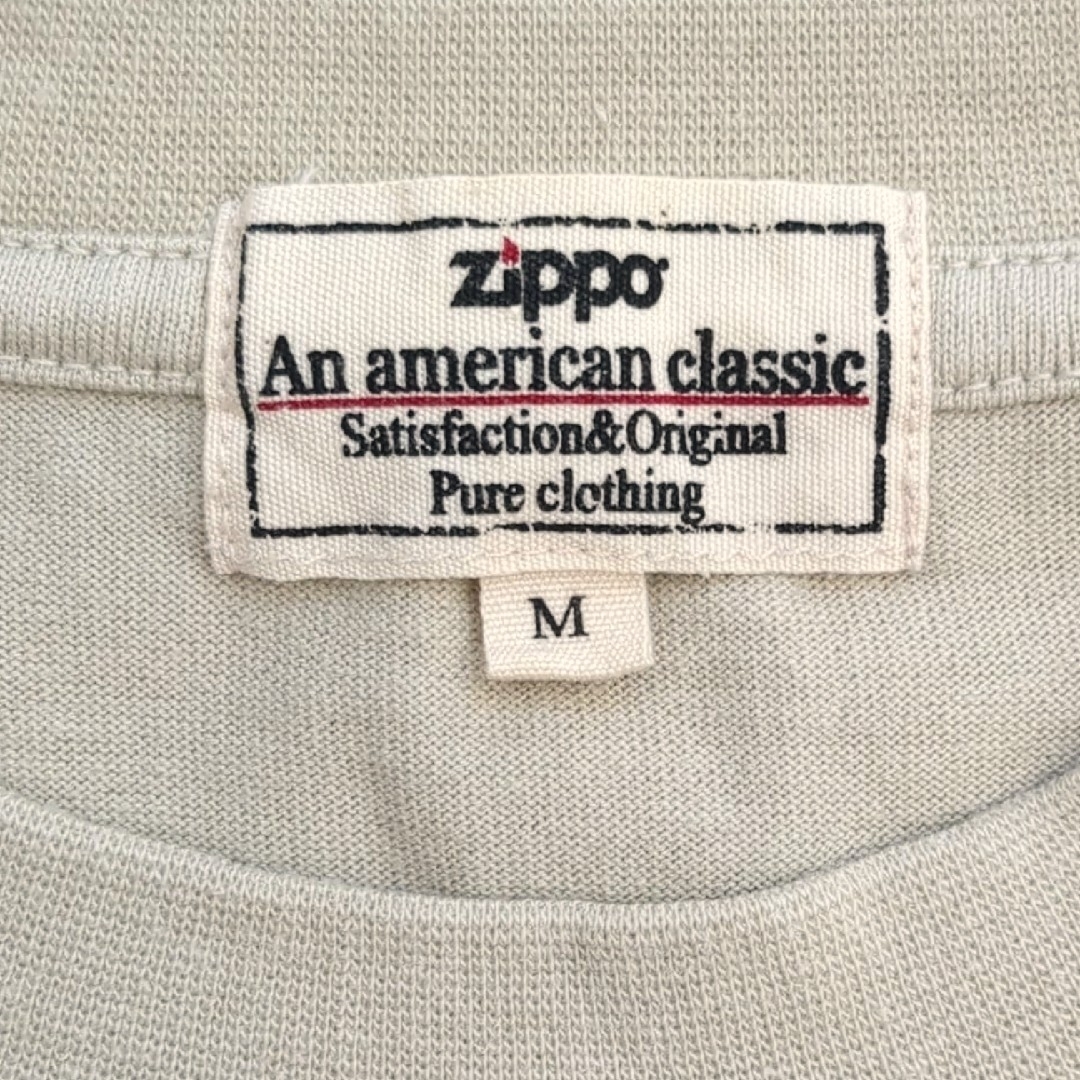 zippo
An american classic
Satisfaction&Original
Pure clothing
M